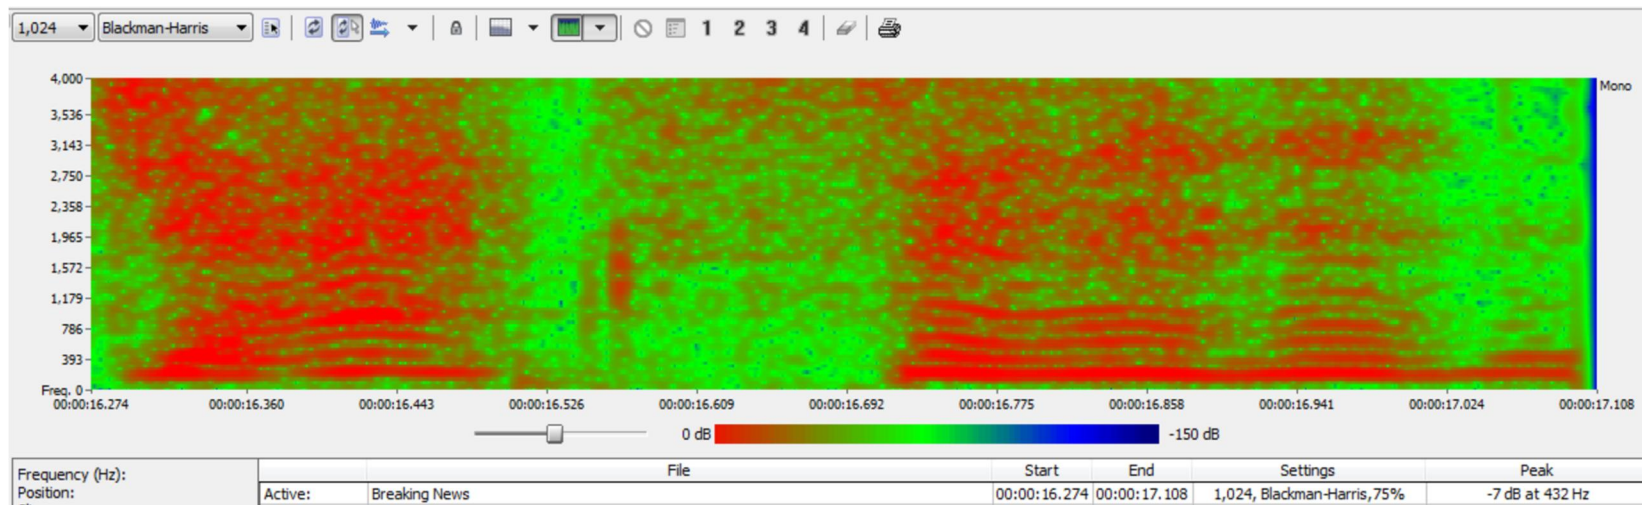 1,024 Blackman-Harris 1 2 3 4
4,000
Mono
3,536
3,143
2,750
2,358
1,965
1,572
1,179
786
393
Freq. 0
00:00:16.274 00:00:16.360 00:00:16.443 00:00:16.526 00:00:16.609 00:00:16.692 00:00:16.775 00:00:16.858 00:00:16.941 00:00:17.024 00:00:17.108
0 dB -150 dB
Frequency (Hz): File Start End Settings Peak
Position: Active: Breaking News 00:00:16.274 00:00:17.108 1,024, Blackman-Harris,75% -7 dB at 432 Hz